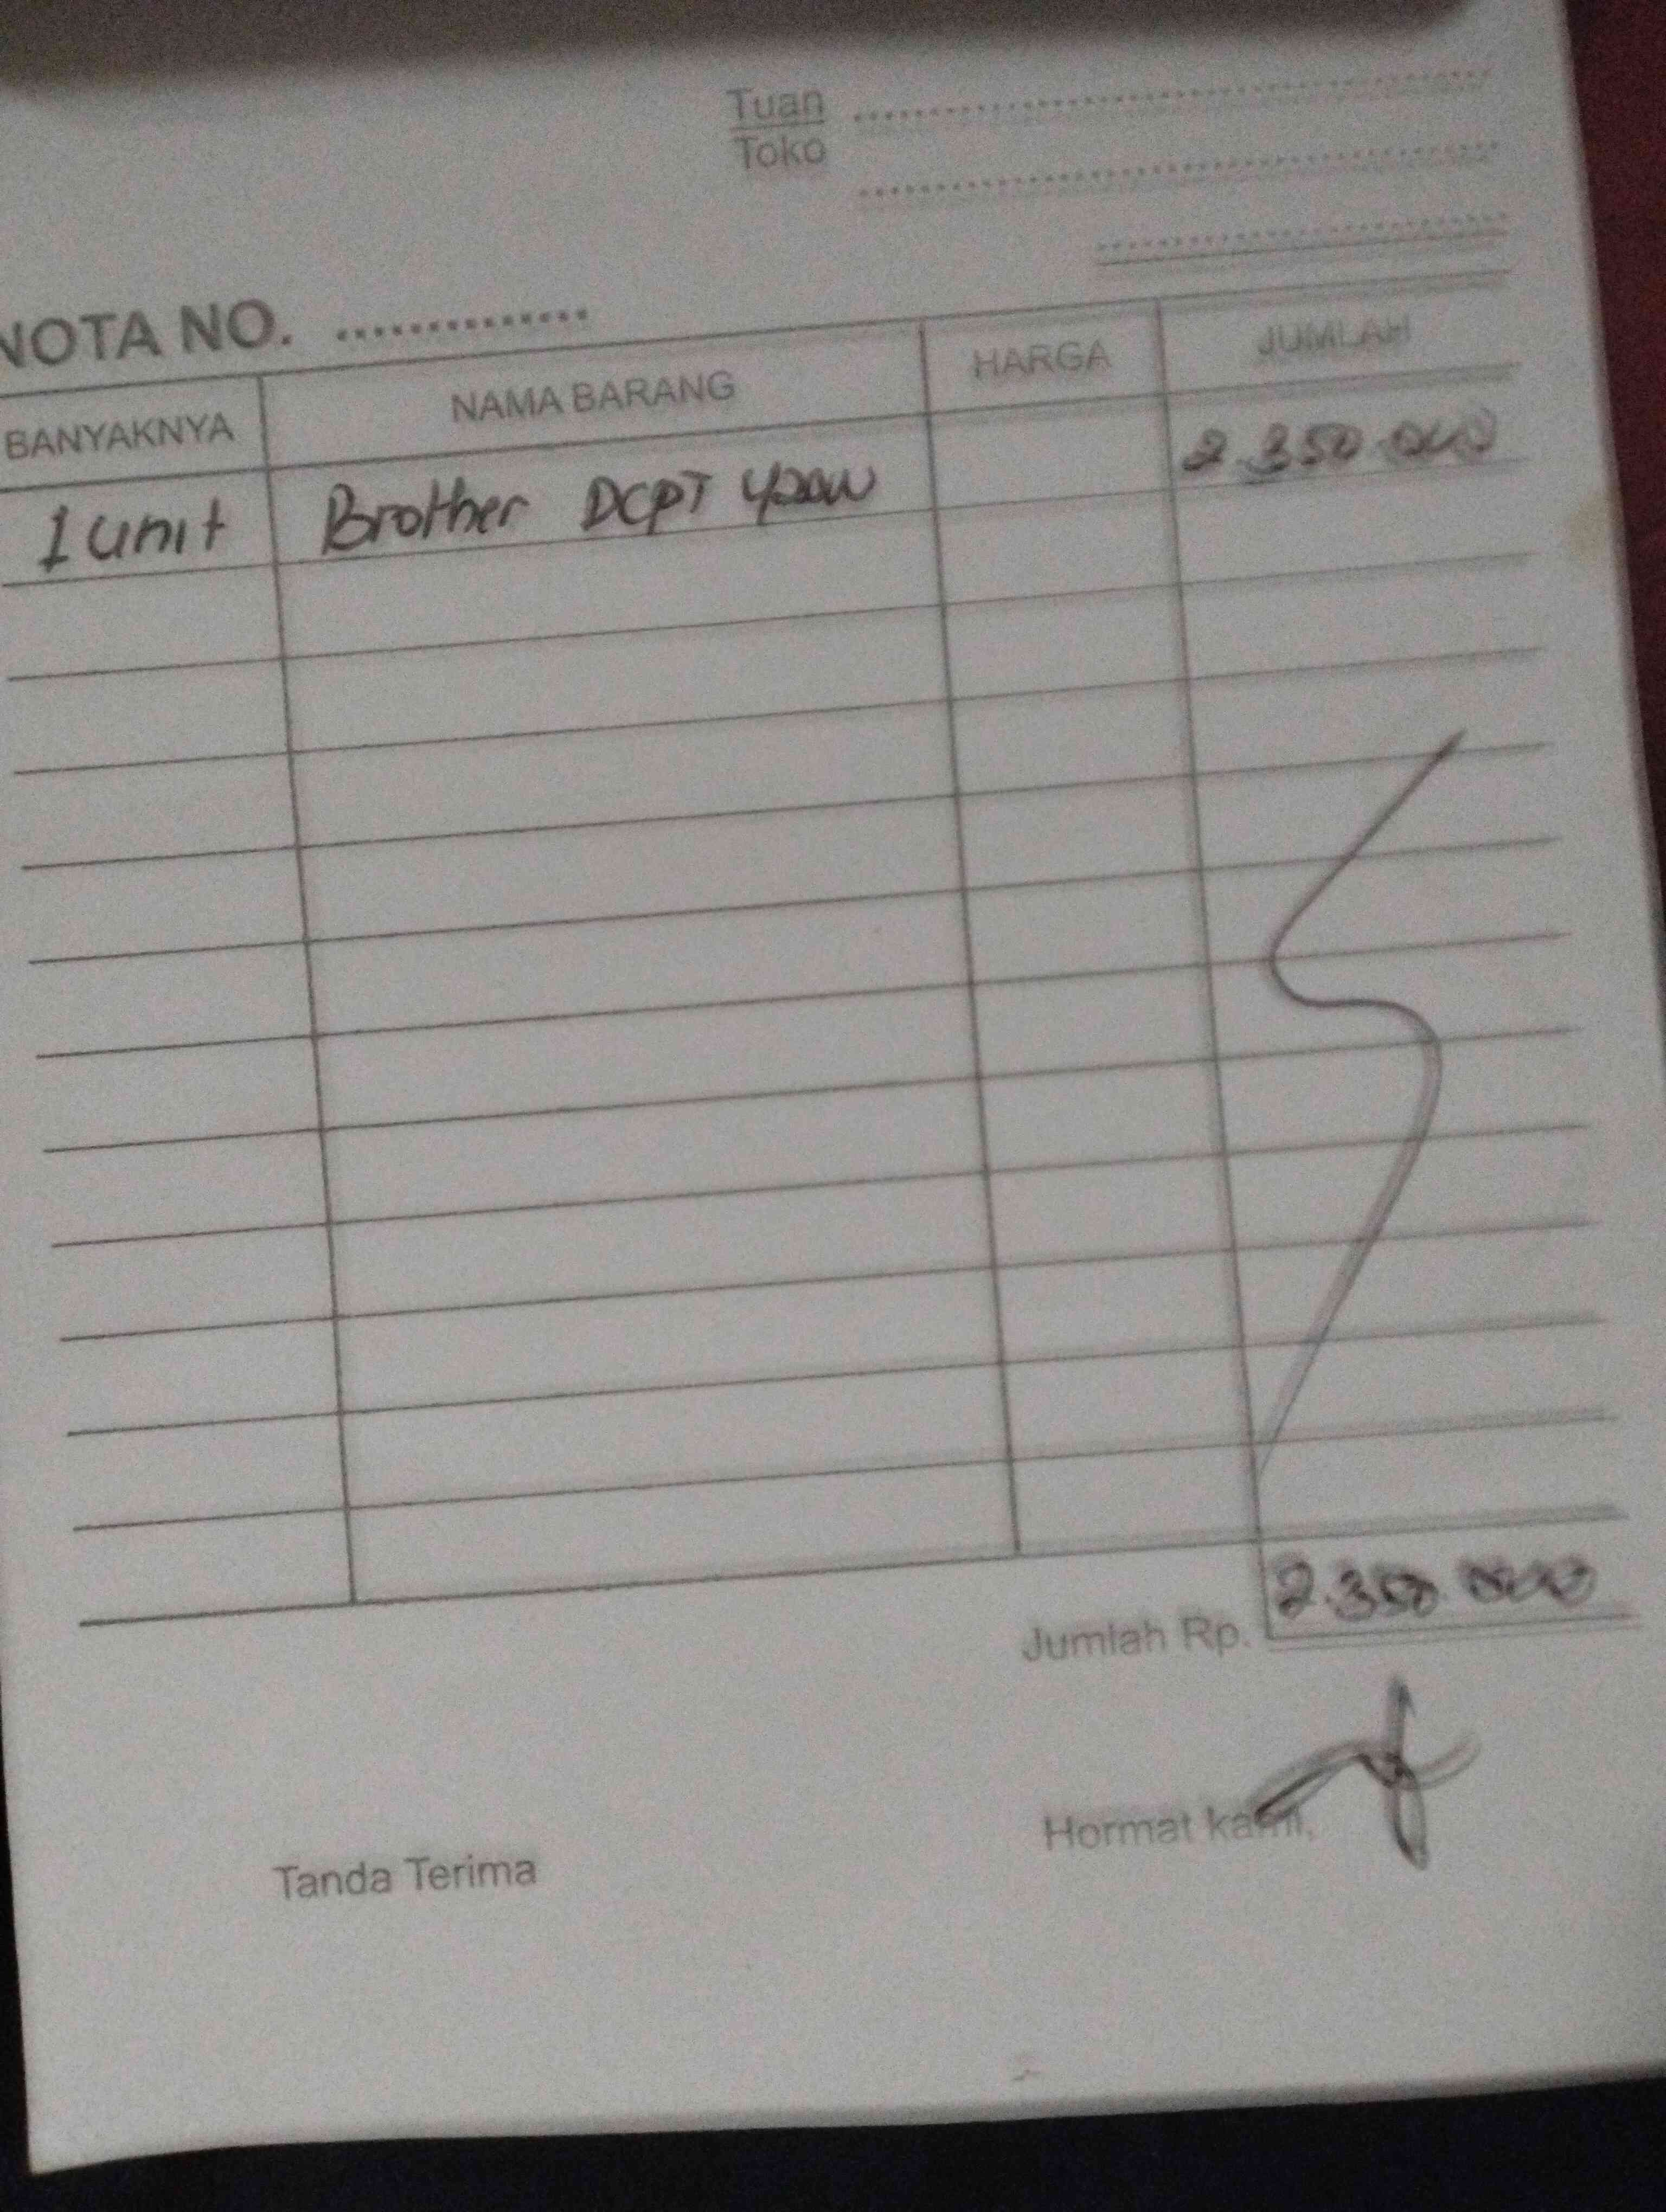 Tuan
Toko
NOTA NO. ..............
BANYAKNYA NAMA BARANG HARGA JUMLAH
1 unit Brother DCPT 420W 2.350.000
Jumlah Rp. 2.350.000
Tanda Terima Hormat kami,